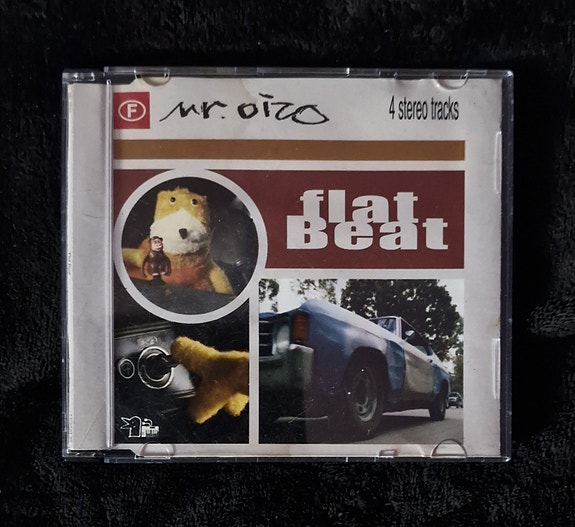 F mr. oizo 4 stereo tracks
flat
Beat